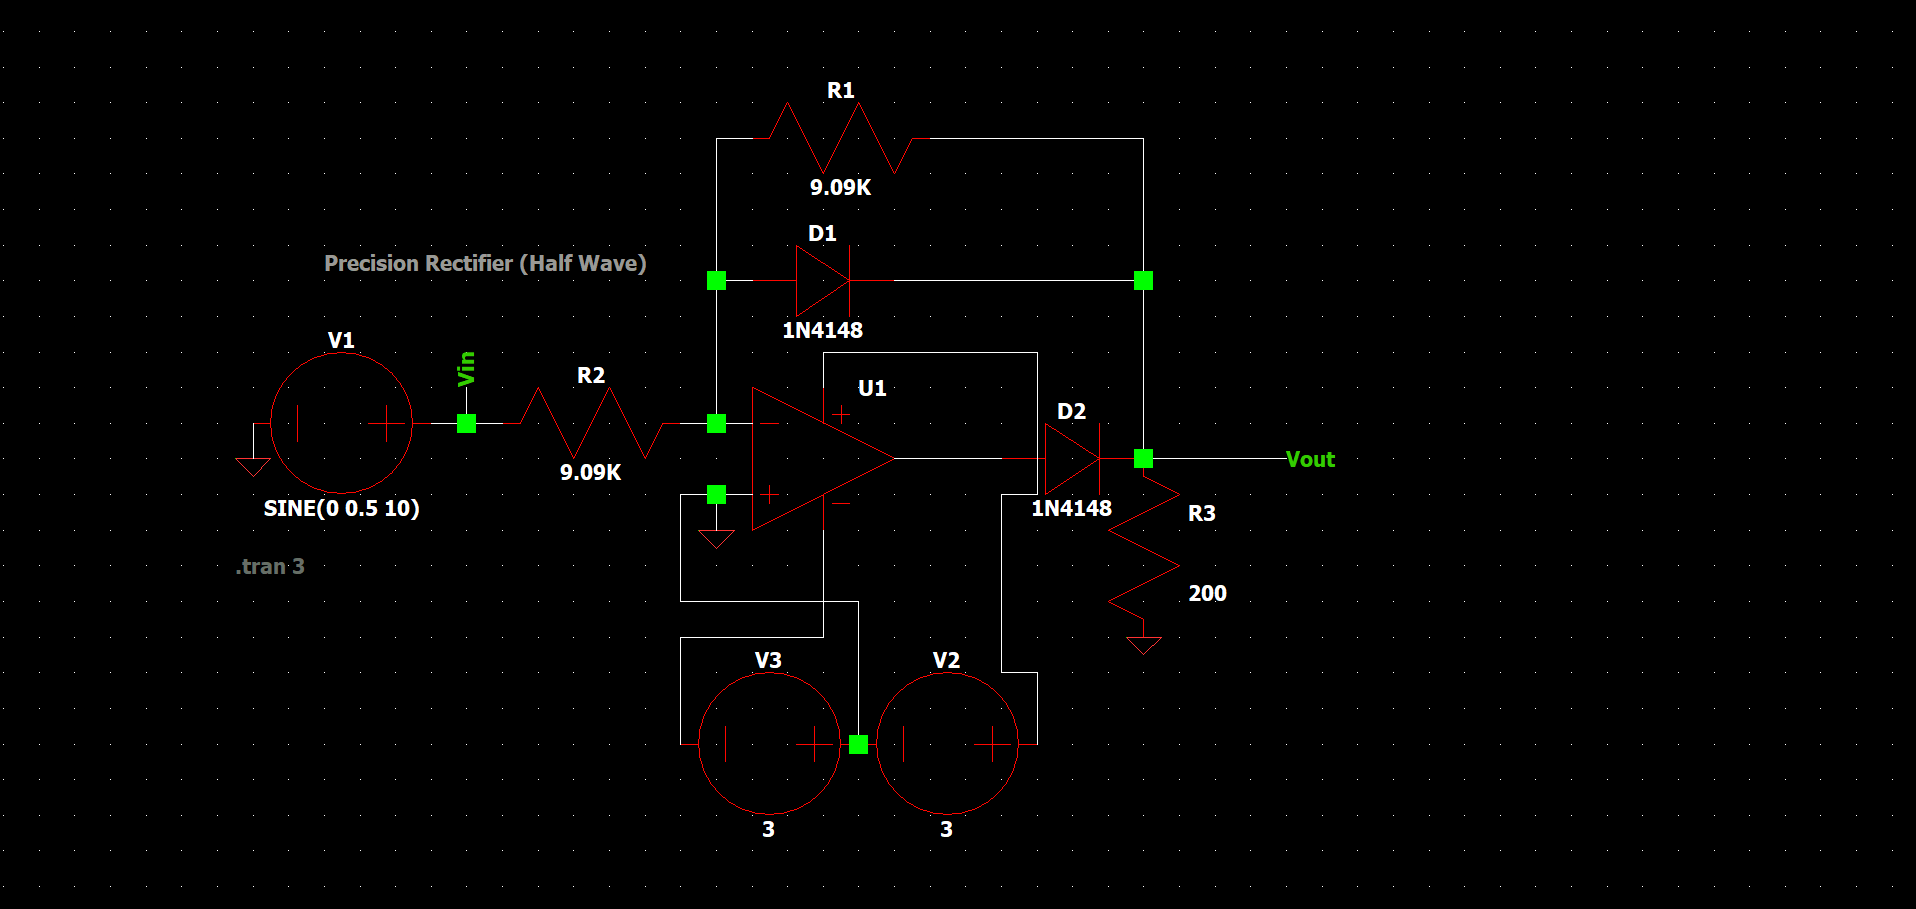 R1
9.09K
D1
Precision Rectifier (Half Wave)
1N4148
V1
Vin
R2
U1
D2
9.09K
Vout
SINE(0 0.5 10)
1N4148
R3
.tran 3
200
V3
V2
3
3